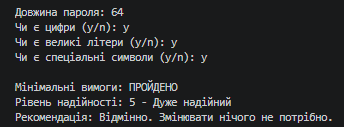 Довжина пароля: 64
Чи є цифри (y/n): y
Чи є великі літери (y/n): y
Чи є спеціальні символи (y/n): y
Мінімальні вимоги: ПРОЙДЕНО
Рівень надійності: 5 - Дуже надійний
Рекомендація: Відмінно. Змінювати нічого не потрібно.